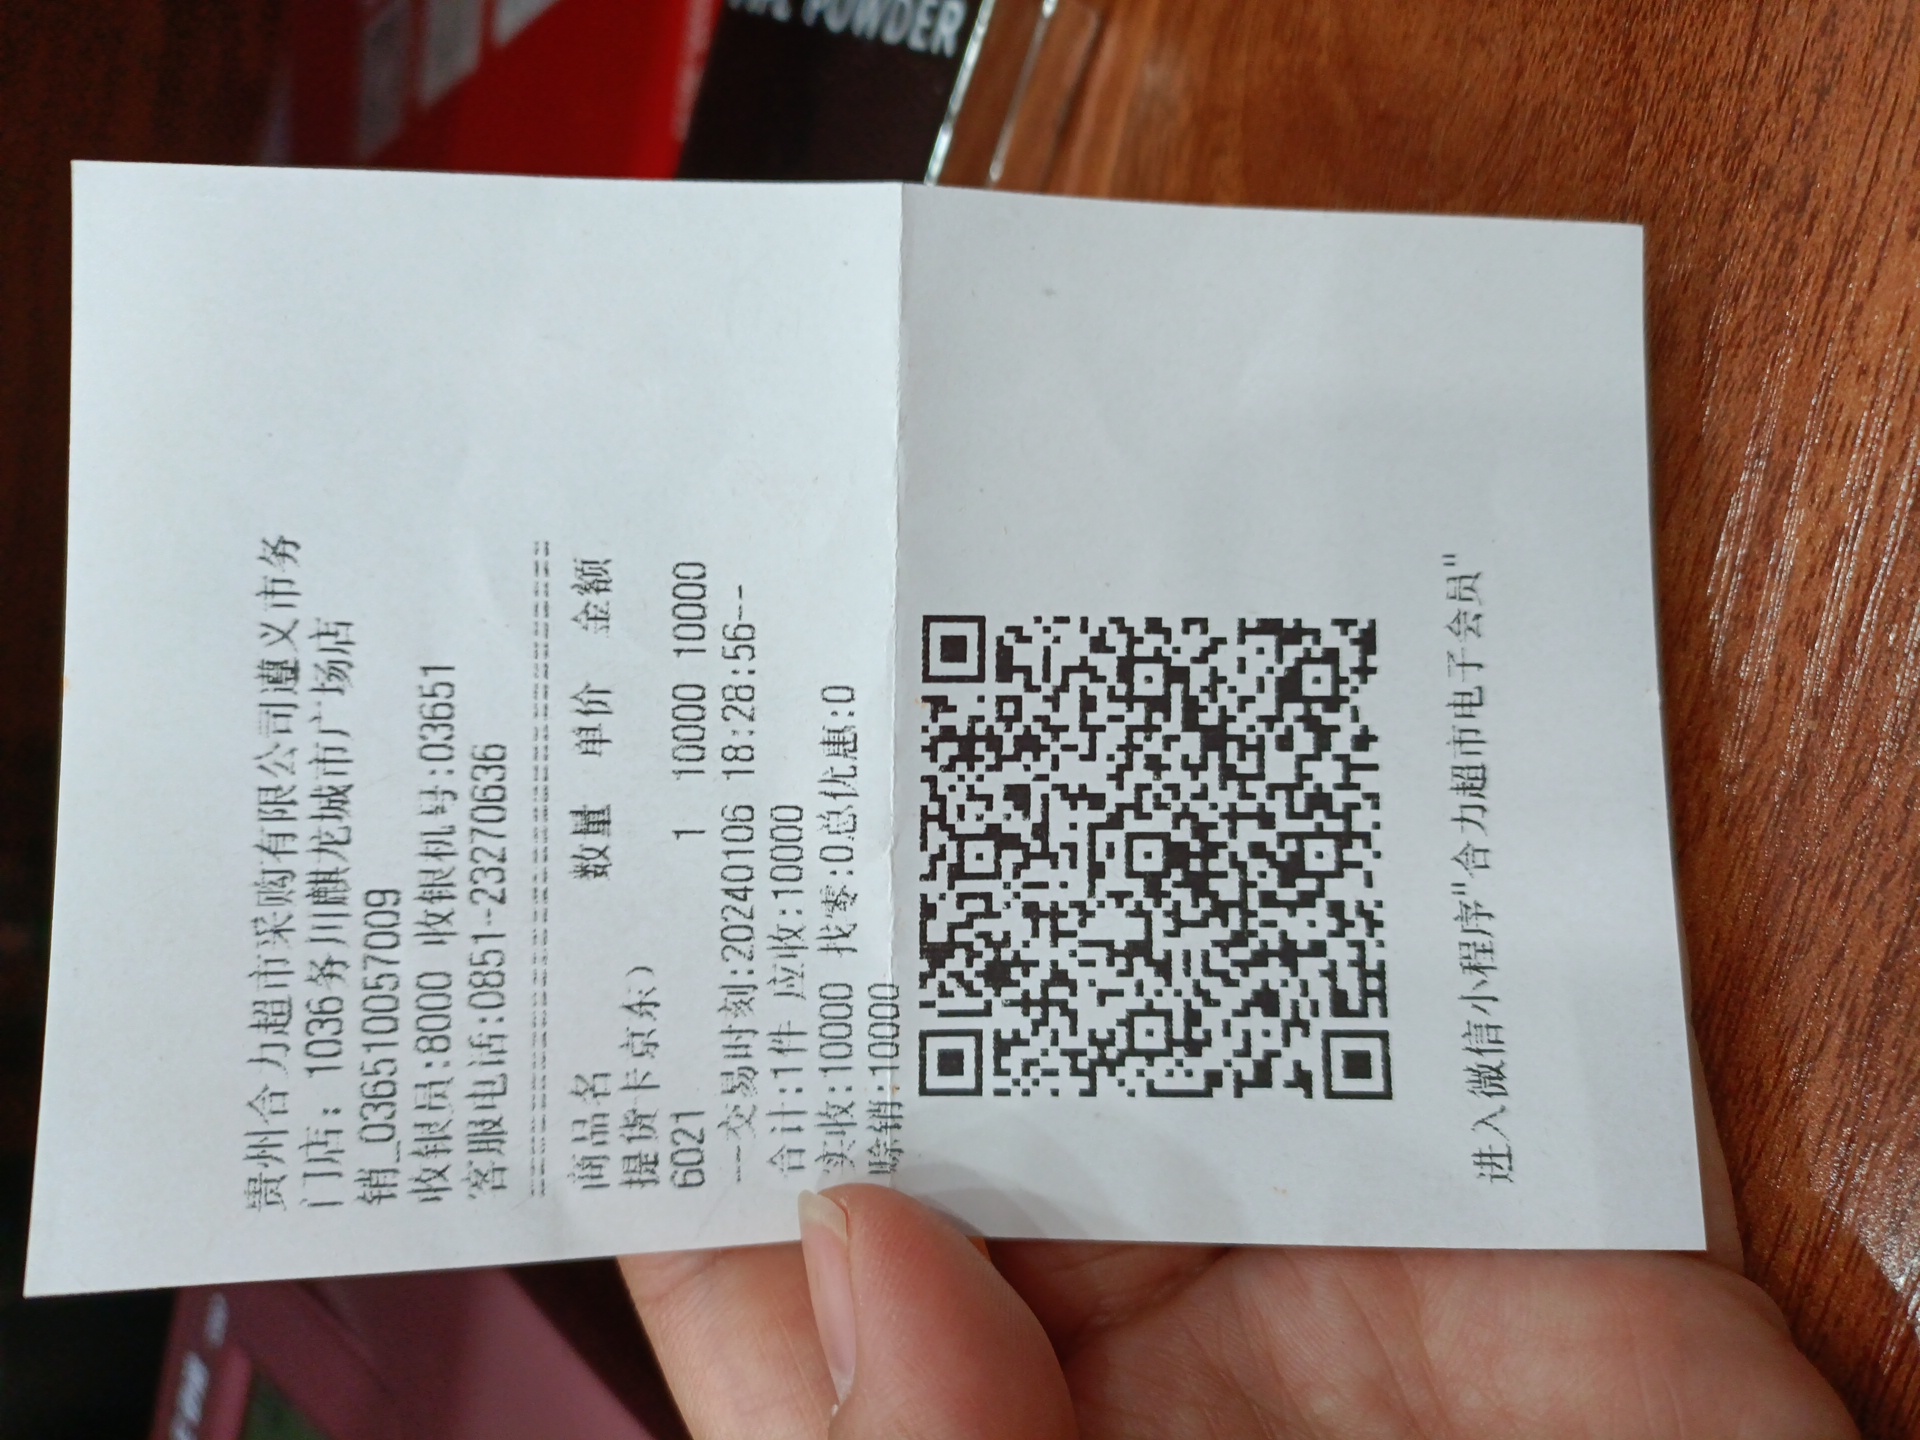 贵州合力超市采购有限公司遵义市务
门店: 1036务川麒龙城市广场店
销_036510057009
收银员:8000 收银机号:03651
客服电话:0851-23270636
商品名 数量 单价 金额
提货卡京东）
6021 1 10000 10000
---交易时刻:20240106 18:28:56---
合计:1件 应收:10000
实收:10000 找零:0总优惠:0
赊销:10000
进入微信小程序"合力超市电子会员"
POWDER